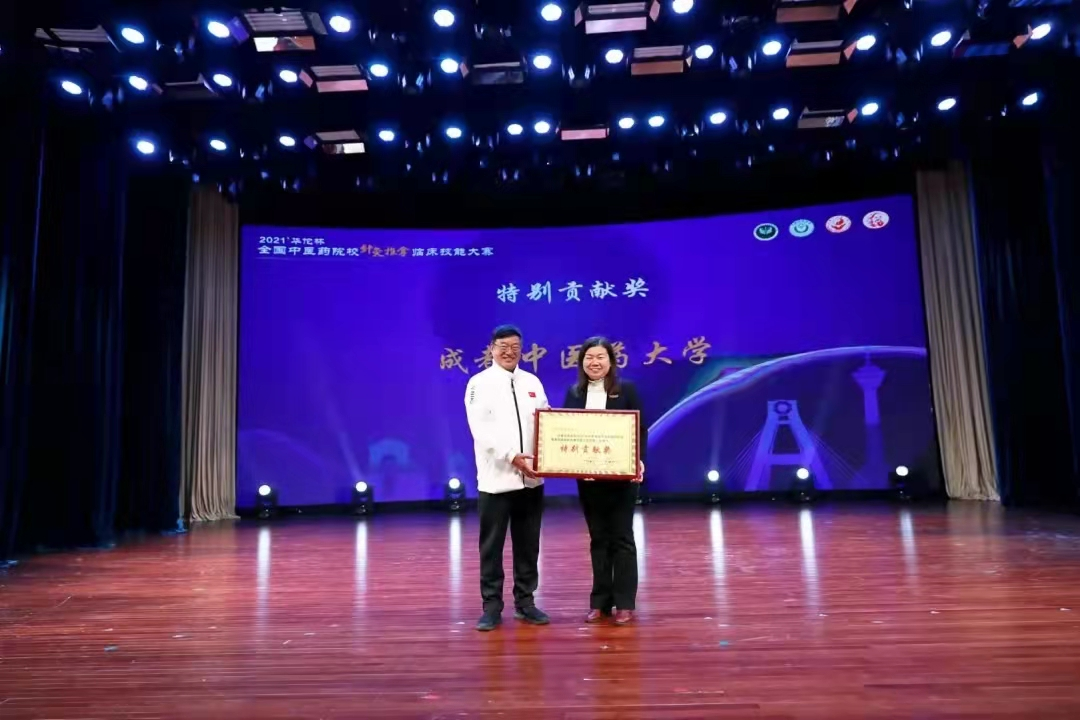 2021'华佗杯
全国中医药院校针灸推拿临床技能大赛
特别贡献奖
成都中医药大学
特别贡献奖